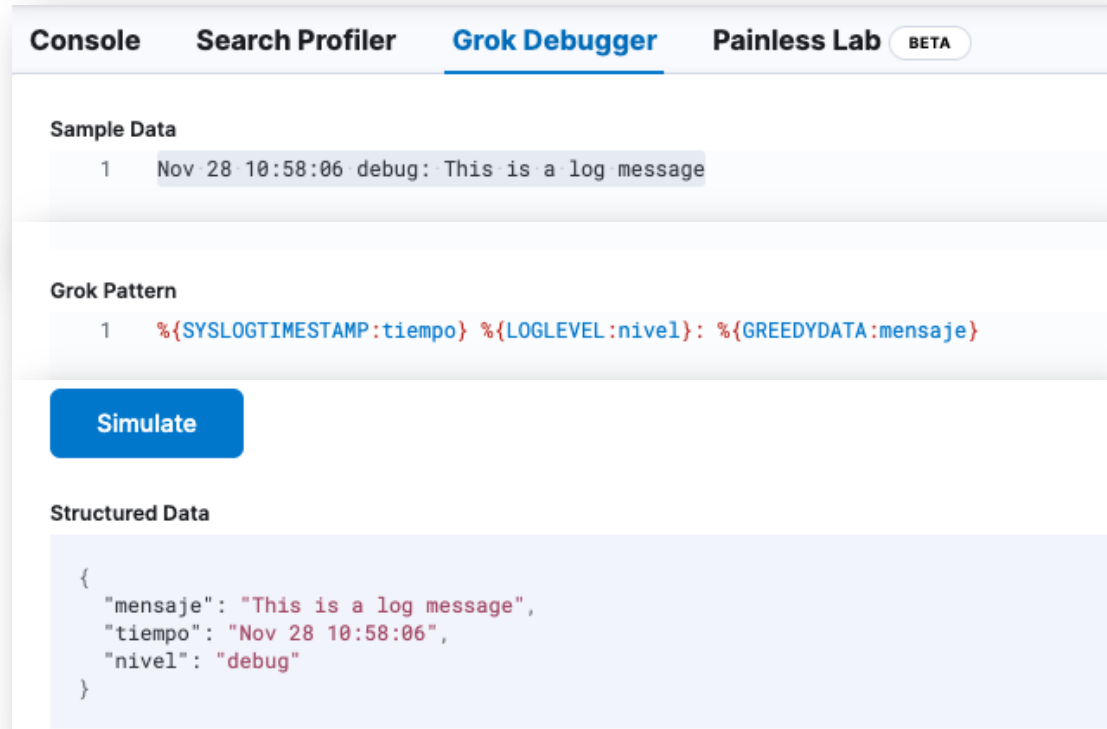 Console Search Profiler Grok Debugger Painless Lab BETA
Sample Data
1 Nov 28 10:58:06 debug: This is a log message
Grok Pattern
1 %{SYSLOGTIMESTAMP:tiempo} %{LOGLEVEL:nivel}: %{GREEDYDATA:mensaje}
Simulate
Structured Data
{
"mensaje": "This is a log message",
"tiempo": "Nov 28 10:58:06",
"nivel": "debug"
}